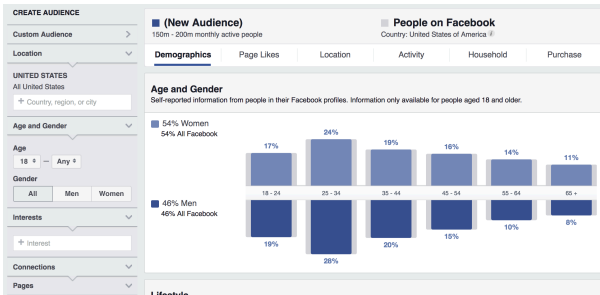 CREATE AUDIENCE
Custom Audience
Location
UNITED STATES
All United States
+ Country, region, or city
Age and Gender
Age
18 — Any
Gender
All Men Women
Interests
+ Interest
Connections
Pages
(New Audience)
150m - 200m monthly active people
People on Facebook
Country: United States of America
Demographics Page Likes Location Activity Household Purchase
Age and Gender
Self-reported information from people in their Facebook profiles. Information only available for people aged 18 and older.
54% Women
54% All Facebook
17% 24% 19% 16% 14% 11%
18 - 24 25 - 34 35 - 44 45 - 54 55 - 64 65 +
46% Men
46% All Facebook
19% 28% 20% 15% 10% 8%
Lifestyle